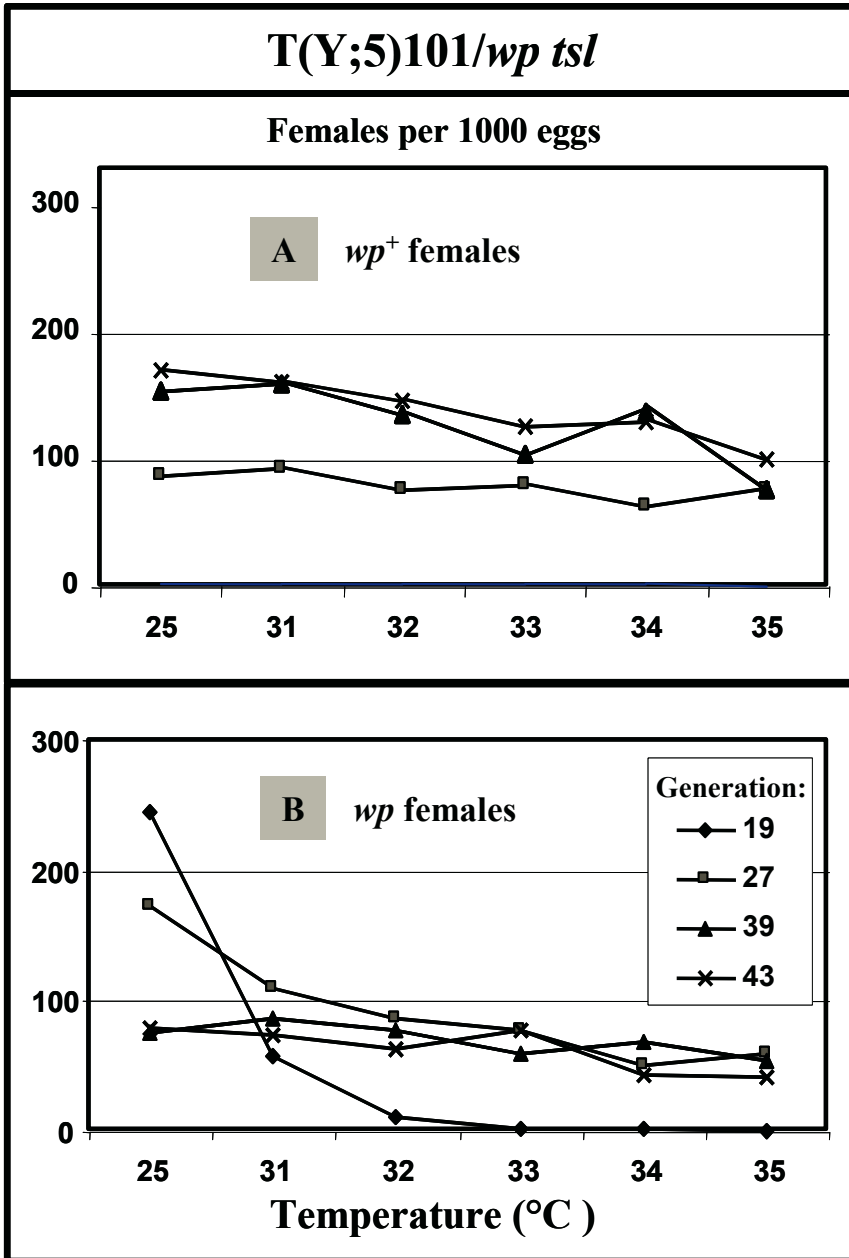 T(Y;5)101/wp tsl
Females per 1000 eggs
300
A wp⁺ females
200
100
0
25 31 32 33 34 35
300
B wp females
Generation:
19
27
39
43
200
100
0
25 31 32 33 34 35
Temperature (°C )